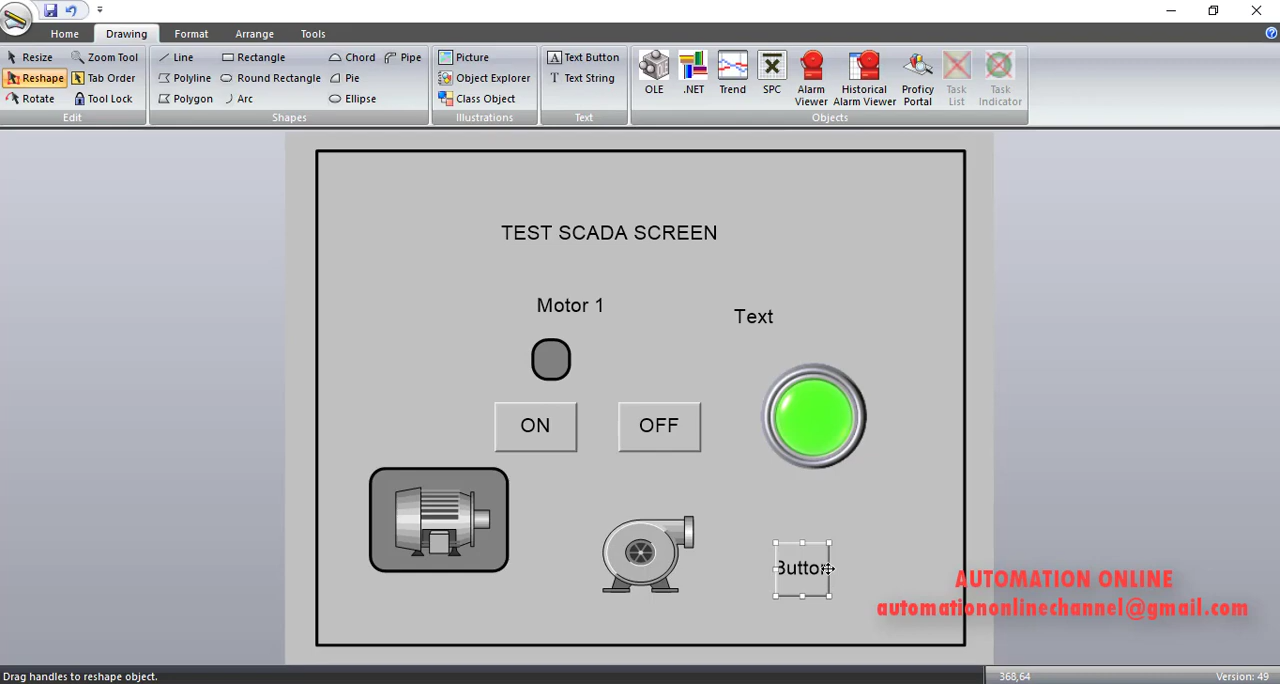 Home Drawing Format Arrange Tools
Resize Zoom Tool Line Rectangle Chord Pipe Picture Text Button
Reshape Tab Order Polyline Round Rectangle Pie Object Explorer Text String
Rotate Tool Lock Polygon Arc Ellipse Class Object
OLE .NET Trend SPC Alarm Viewer Historical Alarm Viewer Proficy Portal Task List Task Indicator
Edit Shapes Illustrations Text Objects
TEST SCADA SCREEN
Motor 1
Text
ON OFF
Button
AUTOMATION ONLINE
automationonlinechannel@gmail.com
Drag handles to reshape object. 368,64 Version: 49